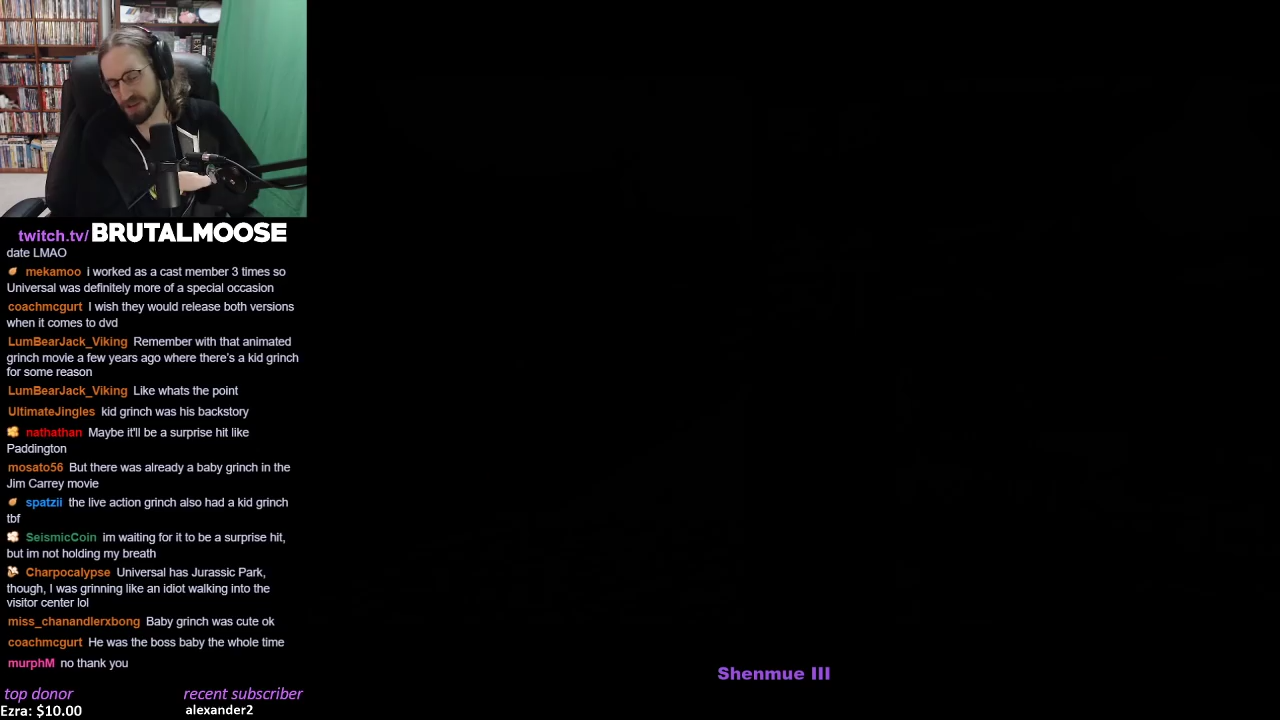 twitch.tv/BRUTALMOOSE
date LMAO
mekamoo i worked as a cast member 3 times so
Universal was definitely more of a special occasion
coachmcgurt I wish they would release both versions
when it comes to dvd
LumBearJack_Viking Remember with that animated
grinch movie a few years ago where there's a kid grinch
for some reason
LumBearJack_Viking Like whats the point
UltimateJingles kid grinch was his backstory
nathathan Maybe it'll be a surprise hit like
Paddington
mosato56 But there was already a baby grinch in the
Jim Carrey movie
spatzii the live action grinch also had a kid grinch
tbf
SeismicCoin im waiting for it to be a surprise hit,
but im not holding my breath
Charpocalypse Universal has Jurassic Park,
though, I was grinning like an idiot walking into the
visitor center lol
miss_chanandlerxbong Baby grinch was cute ok
coachmcgurt He was the boss baby the whole time
murphM no thank you
top donor
Ezra: $10.00
recent subscriber
alexander2
Shenmue III